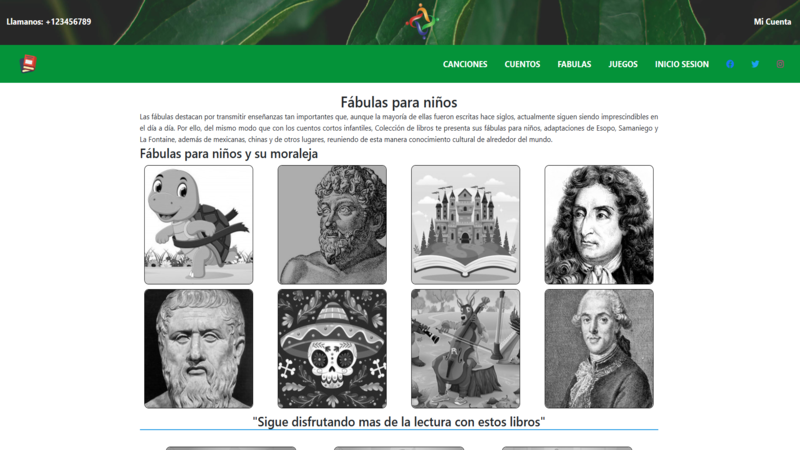 Llamanos: +123456789
Mi Cuenta
CANCIONES CUENTOS FABULAS JUEGOS INICIO SESION
Fábulas para niños
Las fábulas destacan por transmitir enseñanzas tan importantes que, aunque la mayoría de ellas fueron escritas hace siglos, actualmente siguen siendo imprescindibles en
el día a día. Por ello, del mismo modo que con los cuentos cortos infantiles, Colección de libros te presenta sus fábulas para niños, adaptaciones de Esopo, Samaniego y
La Fontaine, además de mexicanas, chinas y de otros lugares, reuniendo de esta manera conocimiento cultural de alrededor del mundo.
Fábulas para niños y su moraleja
"Sigue disfrutando mas de la lectura con estos libros"